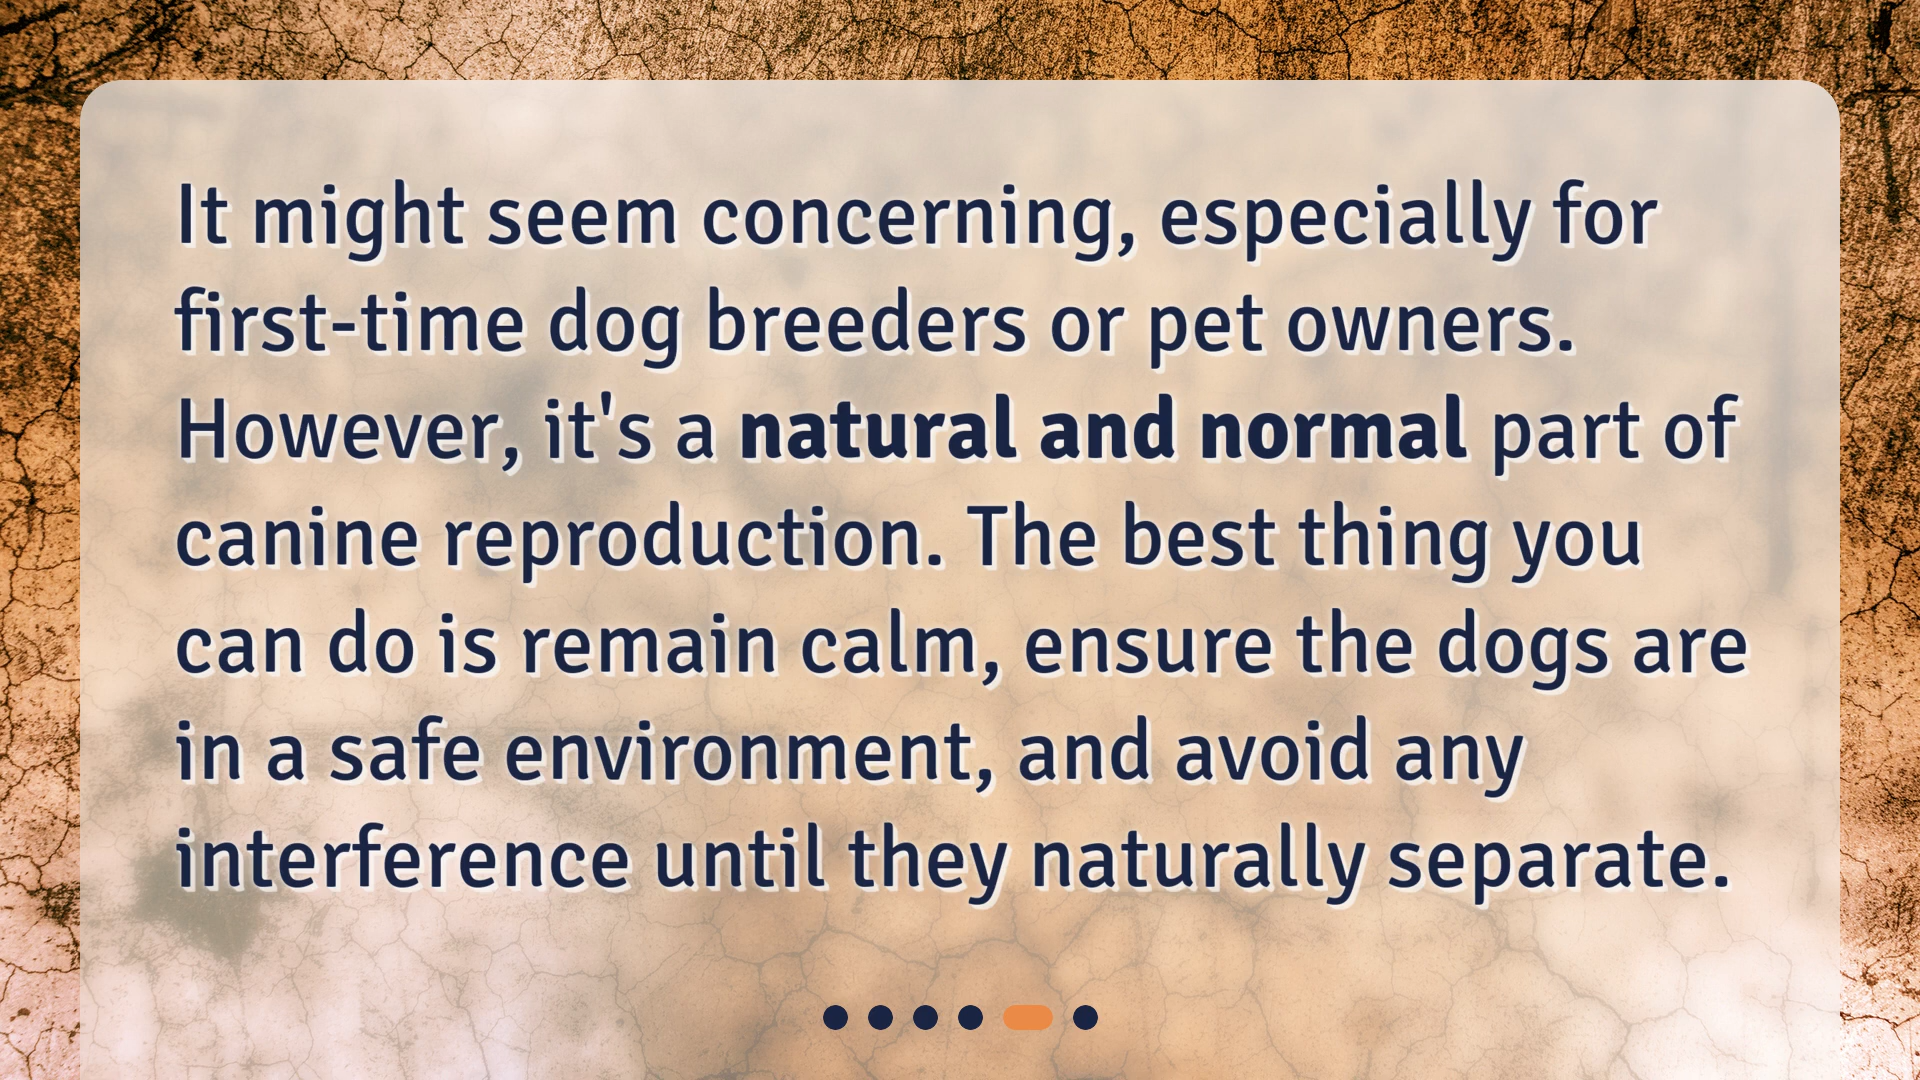 It might seem concerning, especially for
first-time dog breeders or pet owners.
However, it's a natural and normal part of
canine reproduction. The best thing you
can do is remain calm, ensure the dogs are
in a safe environment, and avoid any
interference until they naturally separate.